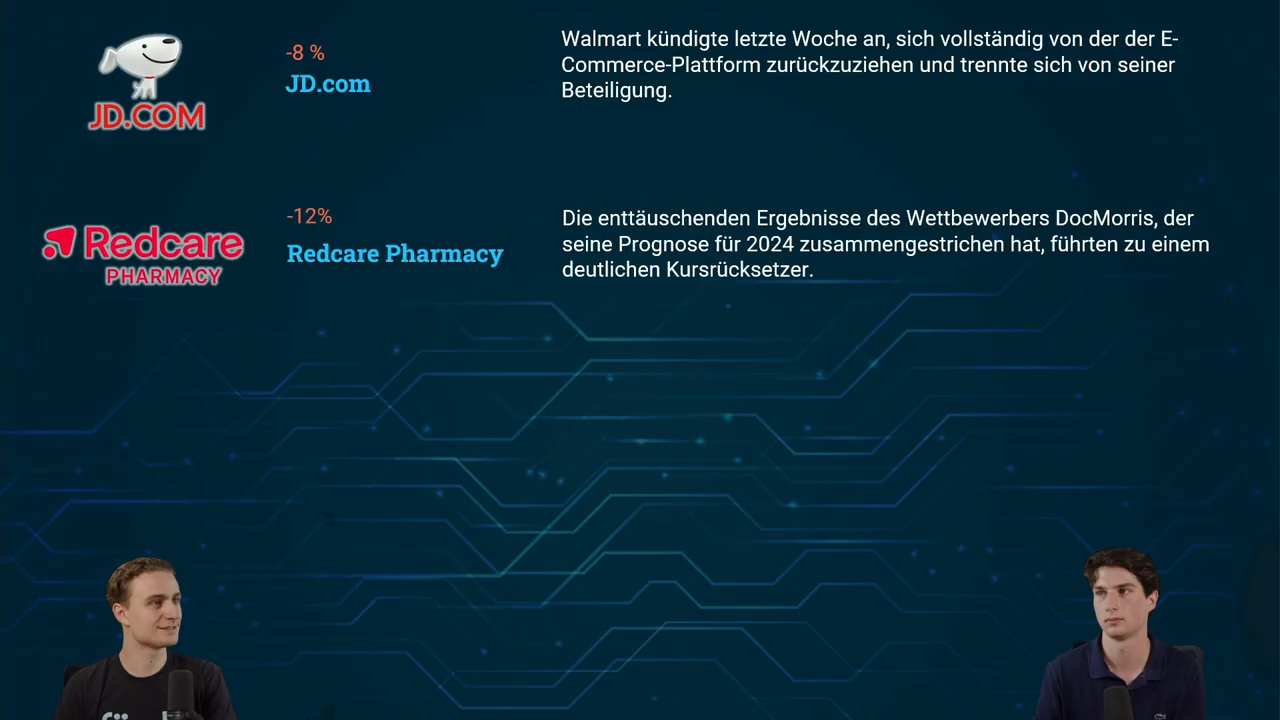 JD.COM
-8 %
JD.com
Walmart kündigte letzte Woche an, sich vollständig von der der E-
Commerce-Plattform zurückzuziehen und trennte sich von seiner
Beteiligung.
Redcare
PHARMACY
-12%
Redcare Pharmacy
Die enttäuschenden Ergebnisse des Wettbewerbers DocMorris, der
seine Prognose für 2024 zusammengestrichen hat, führten zu einem
deutlichen Kursrücksetzer.